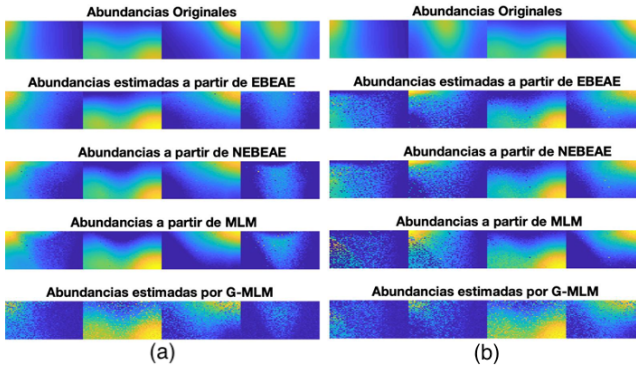 Abundancias Originales
Abundancias estimadas a partir de EBEAE
Abundancias a partir de NEBEAE
Abundancias a partir de MLM
Abundancias estimadas por G-MLM
(a)
Abundancias Originales
Abundancias estimadas a partir de EBEAE
Abundancias a partir de NEBEAE
Abundancias a partir de MLM
Abundancias estimadas por G-MLM
(b)